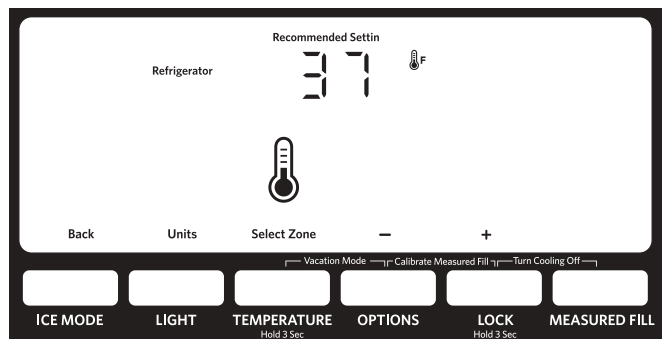 Recommended Settin
Refrigerator 37 F
Back Units Select Zone – +
Vacation Mode Calibrate Measured Fill Turn Cooling Off
ICE MODE LIGHT TEMPERATURE OPTIONS LOCK MEASURED FILL
Hold 3 Sec Hold 3 Sec